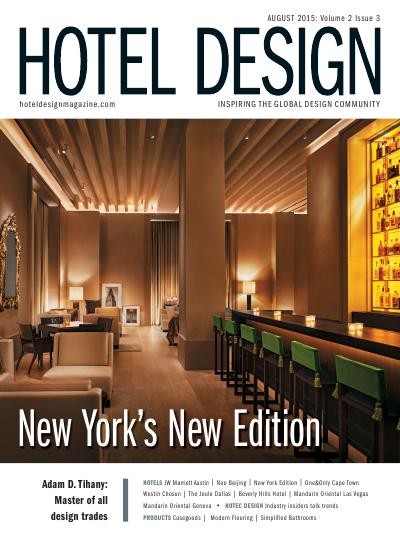 AUGUST 2015: Volume 2 Issue 3
HOTEL DESIGN
hoteldesignmagazine.com INSPIRING THE GLOBAL DESIGN COMMUNITY
New York's New Edition
Adam D. Tihany:
Master of all
design trades
HOTELS JW Marriott Austin | Nuo Beijing | New York Edition | One&Only Cape Town
Westin Chosun | The Joule Dallas | Beverly Hills Hotel | Mandarin Oriental Las Vegas
Mandarin Oriental Geneva • HOTEC DESIGN Industry insiders talk trends
PRODUCTS Casegoods | Modern Flooring | Simplified Bathrooms